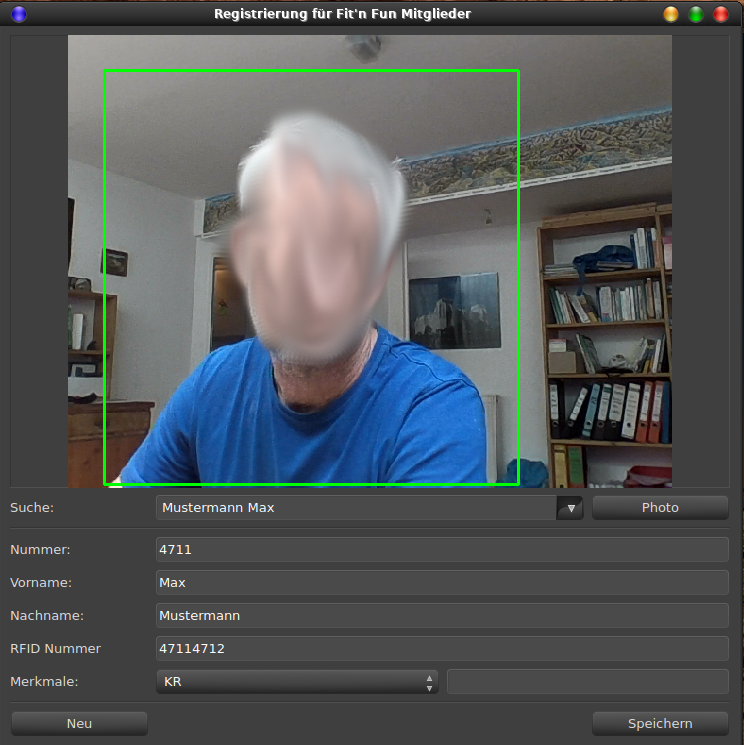 Registrierung für Fit'n Fun Mitglieder
Suche: Mustermann Max Photo
Nummer: 4711
Vorname: Max
Nachname: Mustermann
RFID Nummer 47114712
Merkmale: KR
Neu Speichern